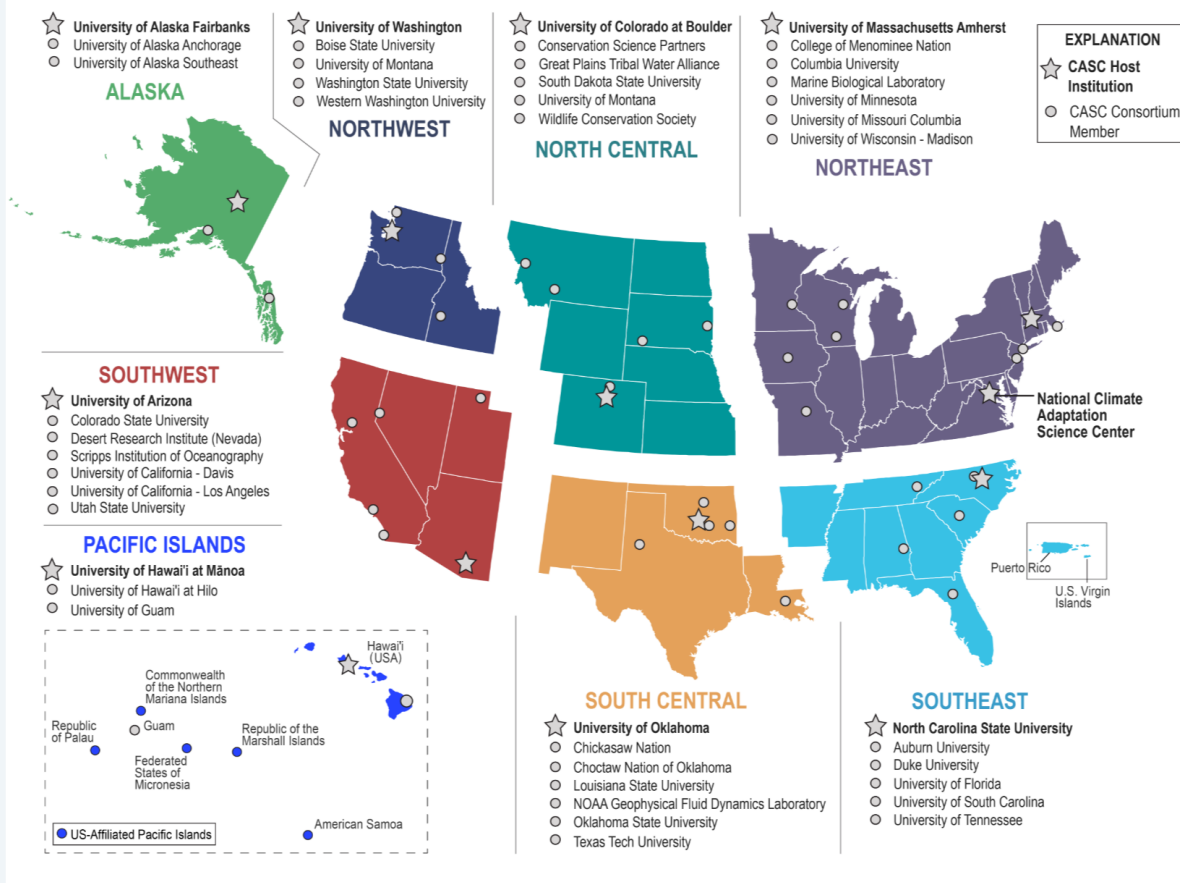 University of Alaska Fairbanks
University of Alaska Anchorage
University of Alaska Southeast
ALASKA
University of Washington
Boise State University
University of Montana
Washington State University
Western Washington University
NORTHWEST
University of Colorado at Boulder
Conservation Science Partners
Great Plains Tribal Water Alliance
South Dakota State University
University of Montana
Wildlife Conservation Society
NORTH CENTRAL
University of Massachusetts Amherst
College of Menominee Nation
Columbia University
Marine Biological Laboratory
University of Minnesota
University of Missouri Columbia
University of Wisconsin - Madison
NORTHEAST
EXPLANATION
CASC Host
Institution
CASC Consortium
Member
National Climate
Adaptation
Science Center
SOUTHWEST
University of Arizona
Colorado State University
Desert Research Institute (Nevada)
Scripps Institution of Oceanography
University of California - Davis
University of California - Los Angeles
Utah State University
PACIFIC ISLANDS
University of Hawai'i at Mānoa
University of Hawai'i at Hilo
University of Guam
Hawai'i
(USA)
Commonwealth
of the Northern
Mariana Islands
Guam
Republic
of Palau
Federated
States of
Micronesia
Republic of the
Marshall Islands
American Samoa
US-Affiliated Pacific Islands
SOUTH CENTRAL
University of Oklahoma
Chickasaw Nation
Choctaw Nation of Oklahoma
Louisiana State University
NOAA Geophysical Fluid Dynamics Laboratory
Oklahoma State University
Texas Tech University
Puerto Rico
U.S. Virgin
Islands
SOUTHEAST
North Carolina State University
Auburn University
Duke University
University of Florida
University of South Carolina
University of Tennessee